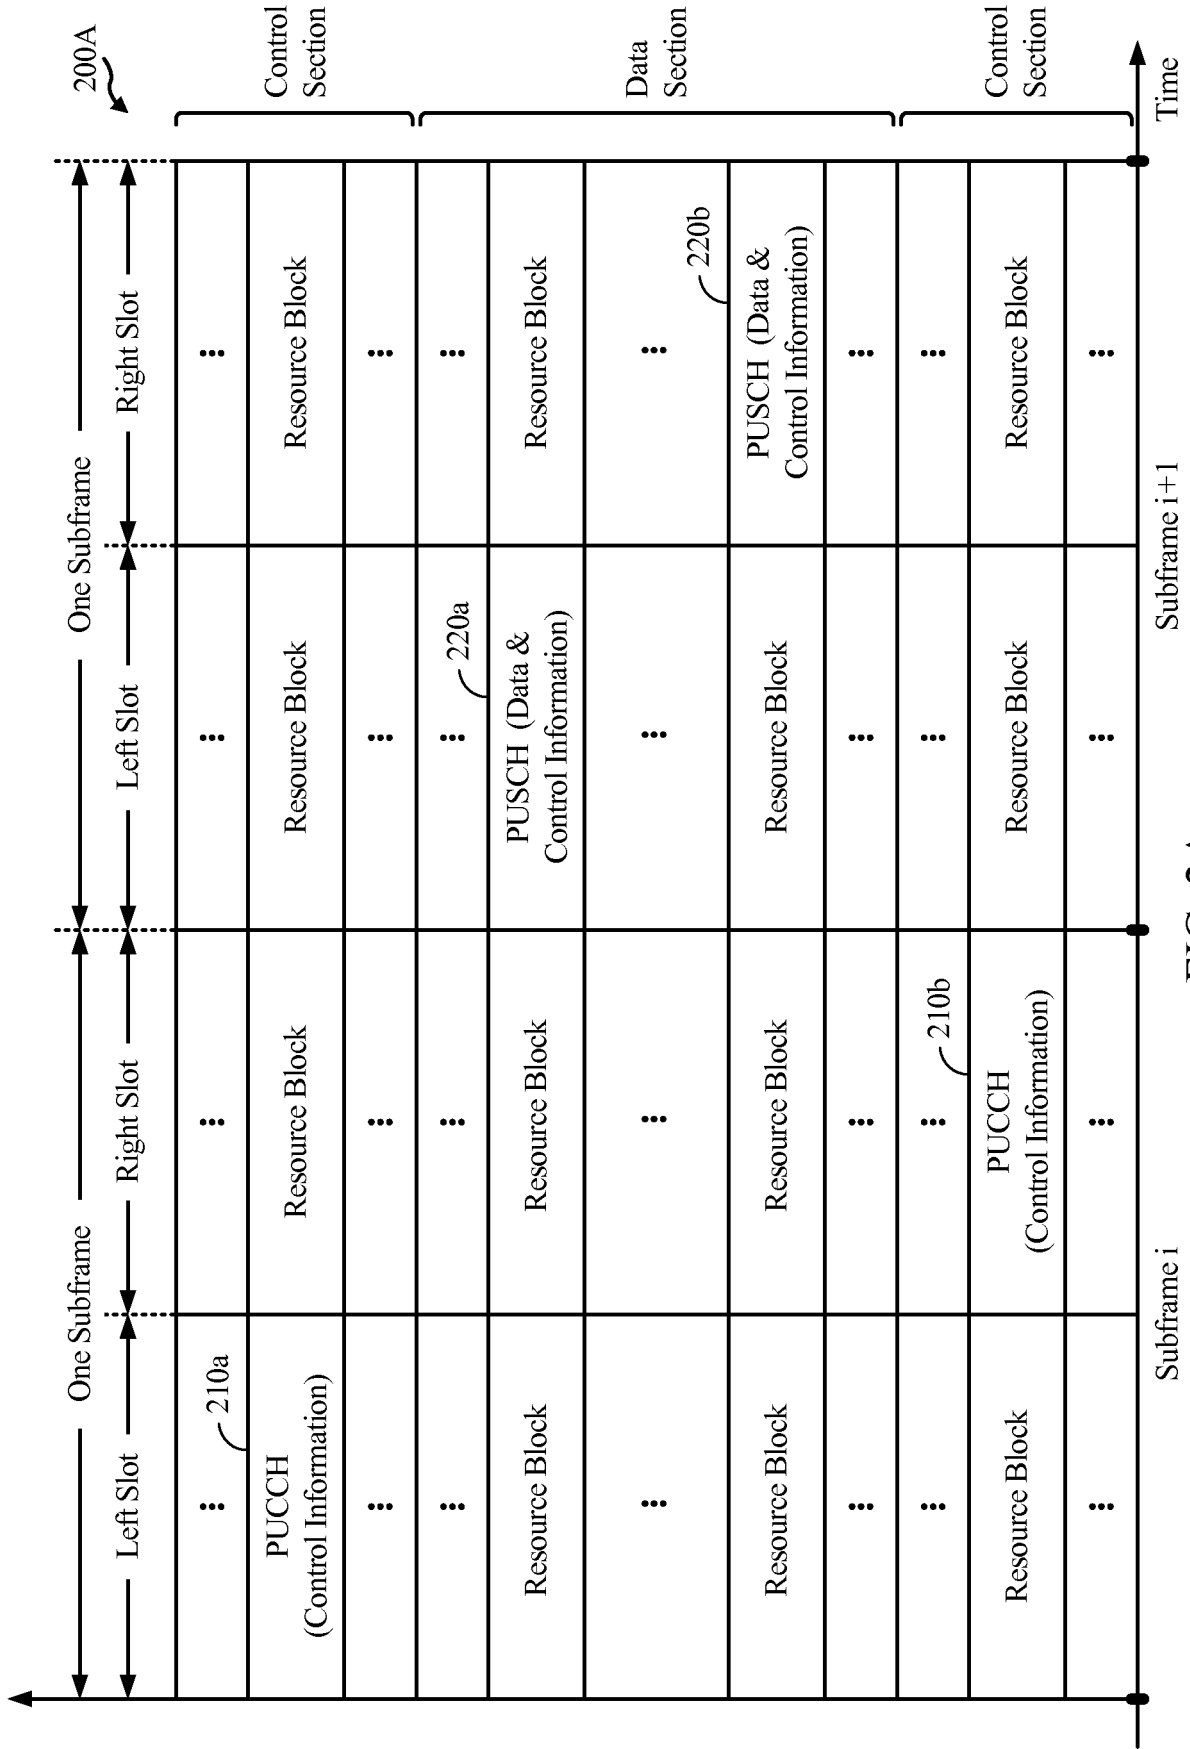 200A
One Subframe
One Subframe
Left Slot
Right Slot
Left Slot
Right Slot
...
210a
...
...
...
PUCCH
(Control Information)
Resource Block
Resource Block
Resource Block
Control
Section
...
...
...
...
...
...
...
220a
...
Resource Block
Resource Block
PUSCH (Data &
Control Information)
Resource Block
Data
Section
...
...
...
...
220b
Resource Block
Resource Block
Resource Block
PUSCH (Data &
Control Information)
...
...
...
...
...
...
210b
...
...
Resource Block
PUCCH
(Control Information)
Resource Block
Resource Block
Control
Section
...
...
...
...
Subframe i
Subframe i+1
Time